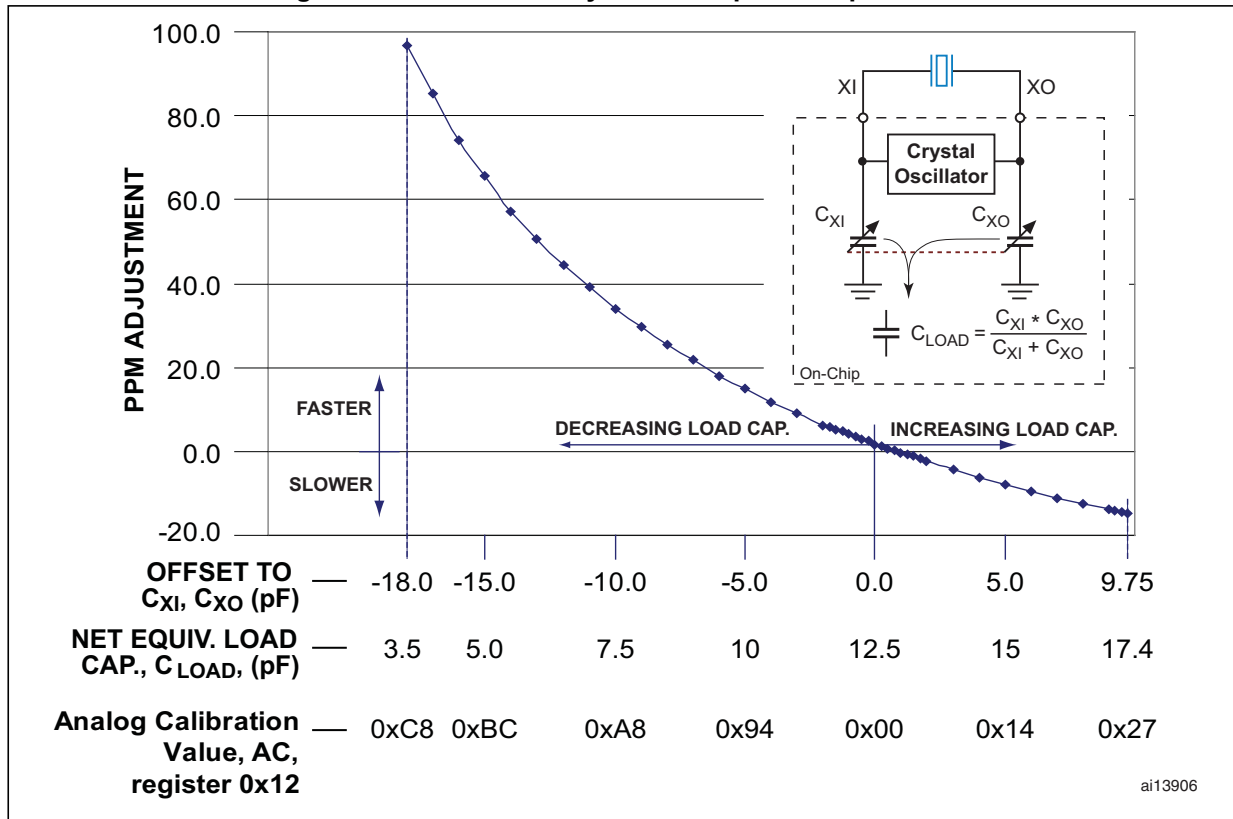 100.0
80.0
60.0
40.0
20.0
0.0
-20.0
PPM ADJUSTMENT
FASTER
SLOWER
DECREASING LOAD CAP.
INCREASING LOAD CAP.
XI
XO
Crystal
Oscillator
CXI
CXO
CLOAD = CXI * CXO
CXI + CXO
On-Chip
OFFSET TO
CXI, CXO (pF)
-18.0 -15.0 -10.0 -5.0 0.0 5.0 9.75
NET EQUIV. LOAD
CAP., CLOAD, (pF)
3.5 5.0 7.5 10 12.5 15 17.4
Analog Calibration
Value, AC,
register 0x12
0xC8 0xBC 0xA8 0x94 0x00 0x14 0x27
ai13906